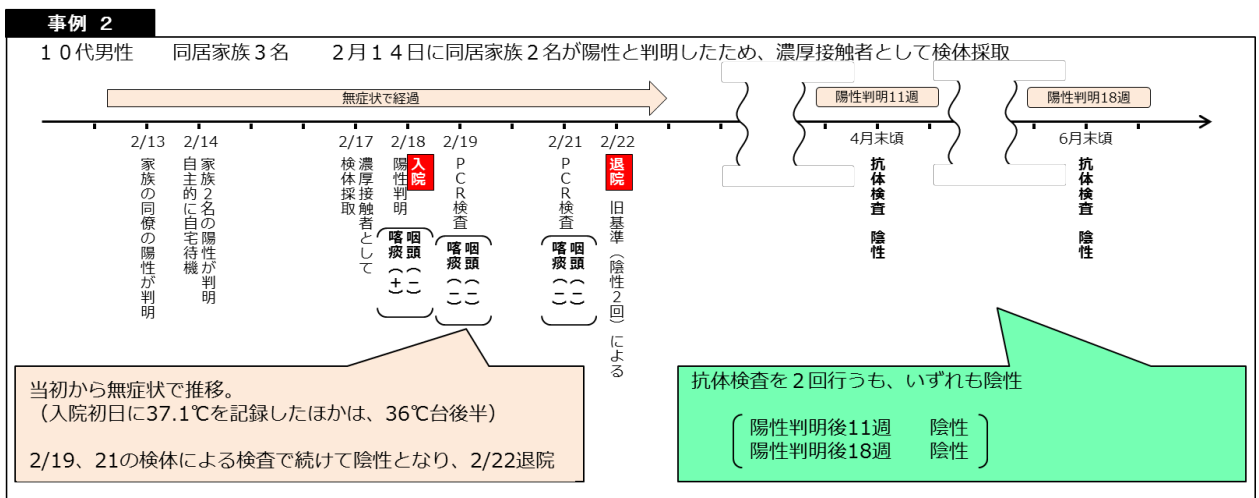 事例 2
１０代男性　同居家族３名　２月１４日に同居家族２名が陽性と判明したため、濃厚接触者として検体採取
無症状で経過
陽性判明11週
陽性判明18週
2/13
2/14
2/17
2/18
2/19
2/21
2/22
4月末頃
6月末頃
家族の同僚の陽性が判明
家族２名の陽性が判明
自主的に自宅待機
濃厚接触者として
検体採取
陽性判明
入院
咽頭（－）
喀痰（＋）
ＰＣＲ検査
咽頭（－）
喀痰（－）
ＰＣＲ検査
咽頭（－）
喀痰（－）
退院
旧基準（陰性２回）による
抗体検査 陰性
抗体検査 陰性
当初から無症状で推移。
（入院初日に37.1℃を記録したほかは、36℃台後半）
2/19、21の検体による検査で続けて陰性となり、2/22退院
抗体検査を２回行うも、いずれも陰性
陽性判明後11週　陰性
陽性判明後18週　陰性